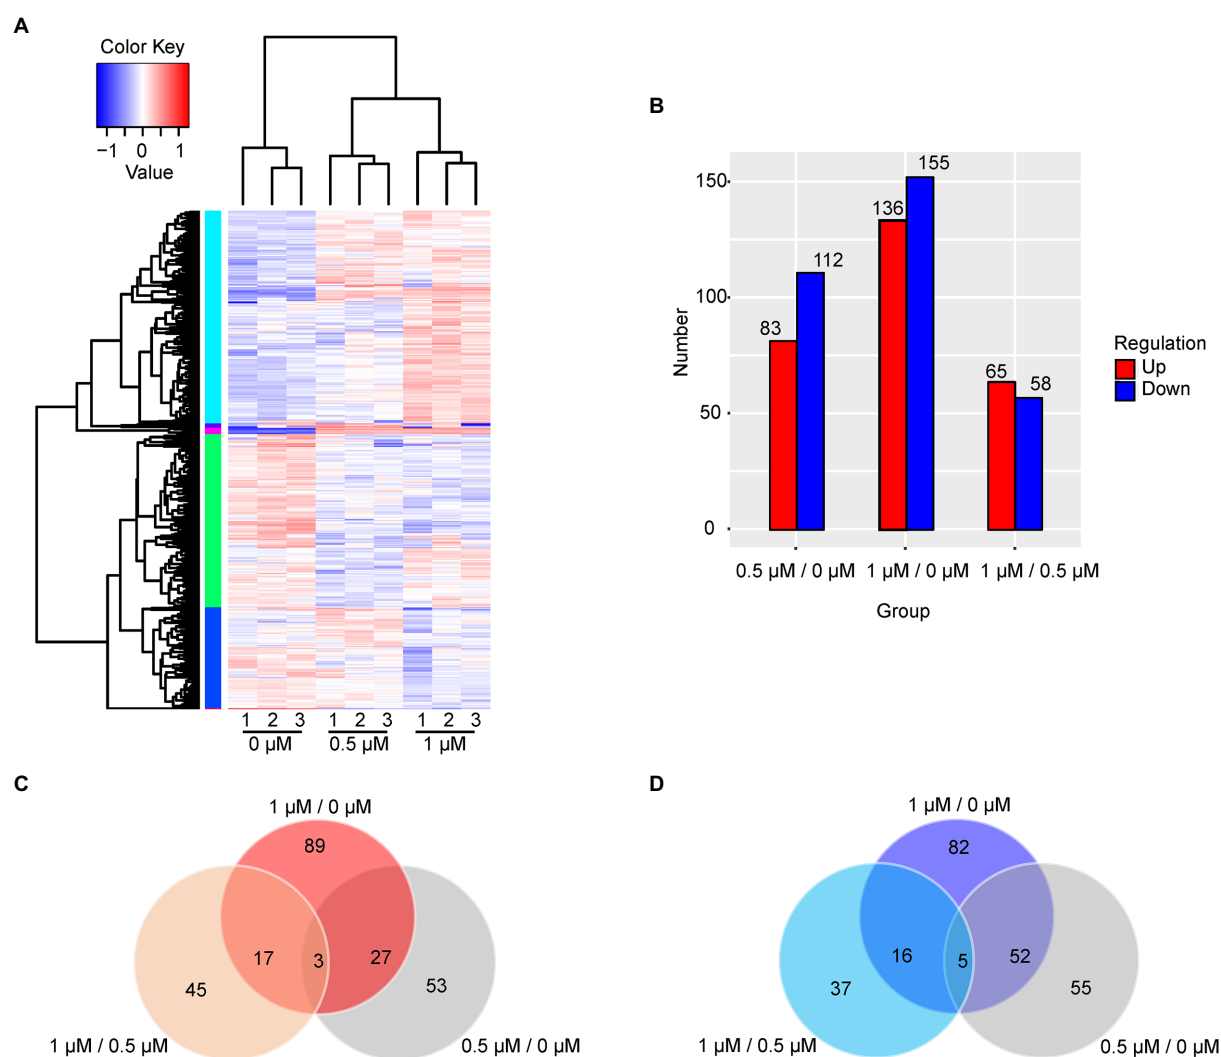 A
Color Key
−1 0 1
Value
1 2 3 1 2 3 1 2 3
0 µM 0.5 µM 1 µM
B
Number
150
100
50
0
83
112
136
155
65
58
0.5 µM / 0 µM 1 µM / 0 µM 1 µM / 0.5 µM
Group
Regulation
Up
Down
C
1 µM / 0 µM
89
17 3 27
45 53
1 µM / 0.5 µM 0.5 µM / 0 µM
D
1 µM / 0 µM
82
16 5 52
37 55
1 µM / 0.5 µM 0.5 µM / 0 µM